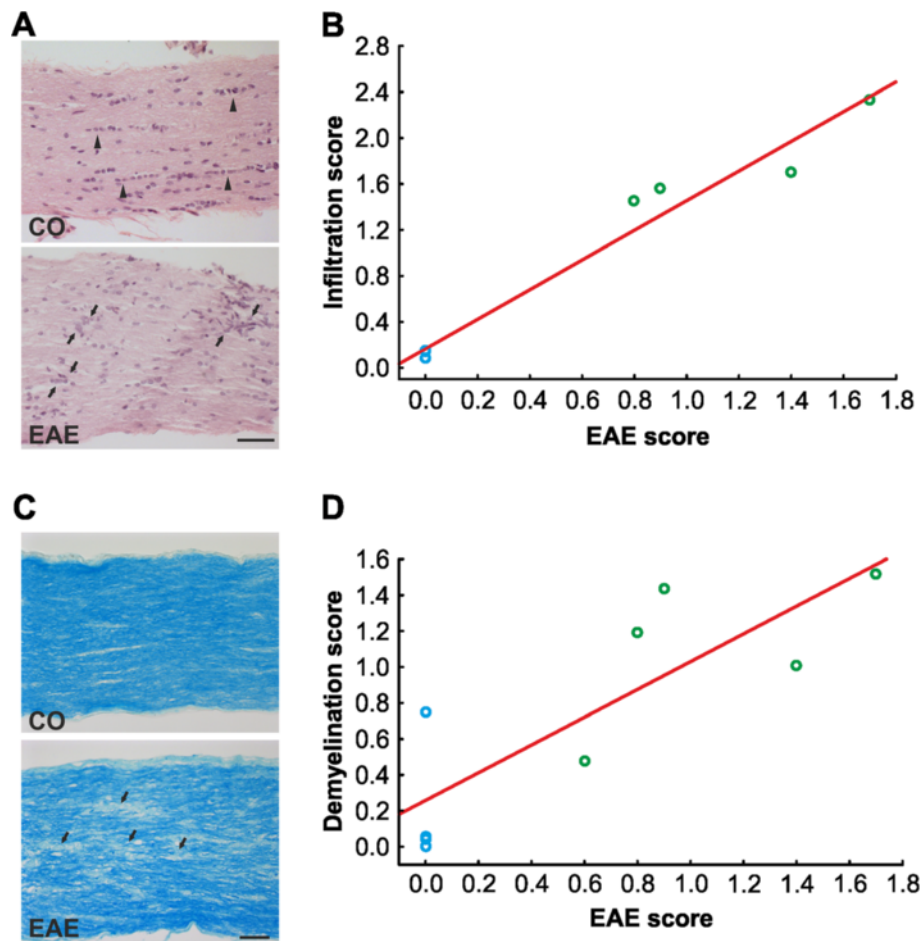 A
CO
EAE
B
Infiltration score
2.8
2.4
2.0
1.6
1.2
0.8
0.4
0.0
0.0 0.2 0.4 0.6 0.8 1.0 1.2 1.4 1.6 1.8
EAE score
C
CO
EAE
D
Demyelination score
1.6
1.4
1.2
1.0
0.8
0.6
0.4
0.2
0.0
0.0 0.2 0.4 0.6 0.8 1.0 1.2 1.4 1.6 1.8
EAE score